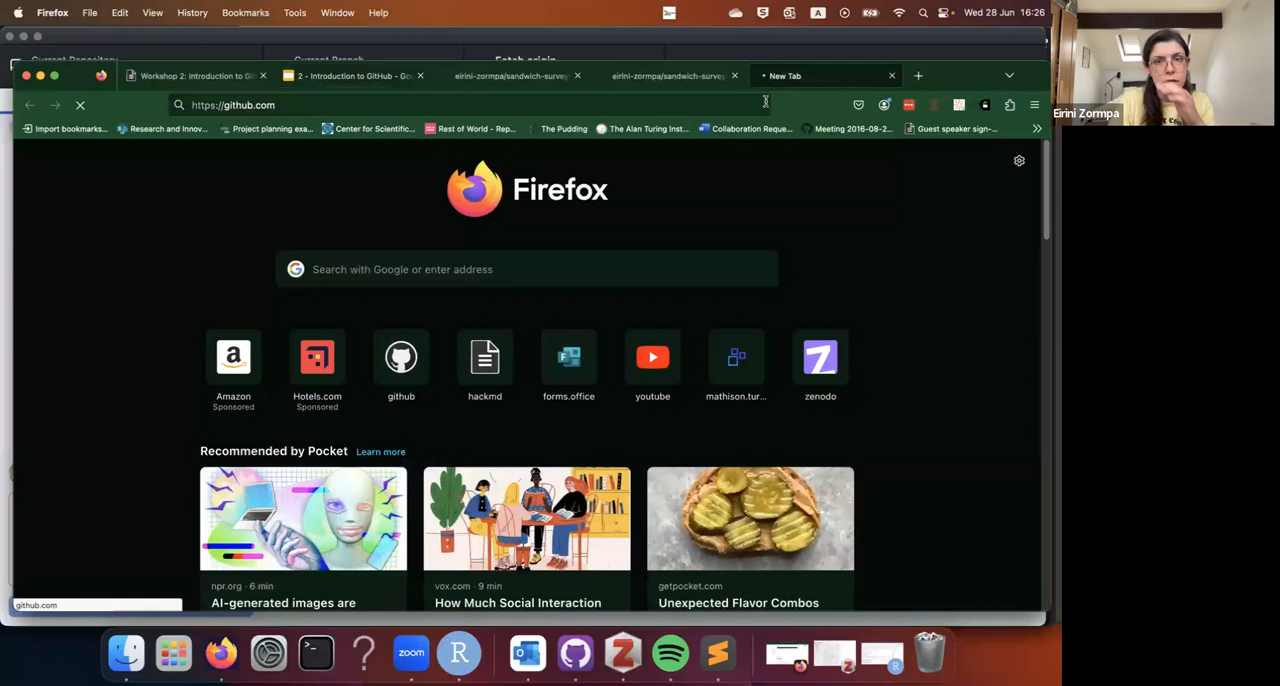 Firefox File Edit View History Bookmarks Tools Window Help
A
Wed 28 Jun 16:26
Current Branch
Fetch origin
Workshop 2: Introduction to Gi
2 - Introduction to GitHub - Go
eirini-zormpa/sandwich-survey
eirini-zormpa/sandwich-survey
New Tab
https://github.com
Import bookmarks...
Research and Innov...
Project planning exa...
Center for Scientific...
Rest of World - Rep...
The Pudding
The Alan Turing Inst...
Collaboration Reque...
Meeting 2016-08-2...
Guest speaker sign-...
Eirini Zormpa
Firefox
Search with Google or enter address
Amazon
Sponsored
Hotels.com
Sponsored
github
hackmd
forms.office
youtube
mathison.tur...
zenodo
Recommended by Pocket Learn more
npr.org · 6 min
AI-generated images are
vox.com · 9 min
How Much Social Interaction
getpocket.com
Unexpected Flavor Combos
github.com
zoom
R